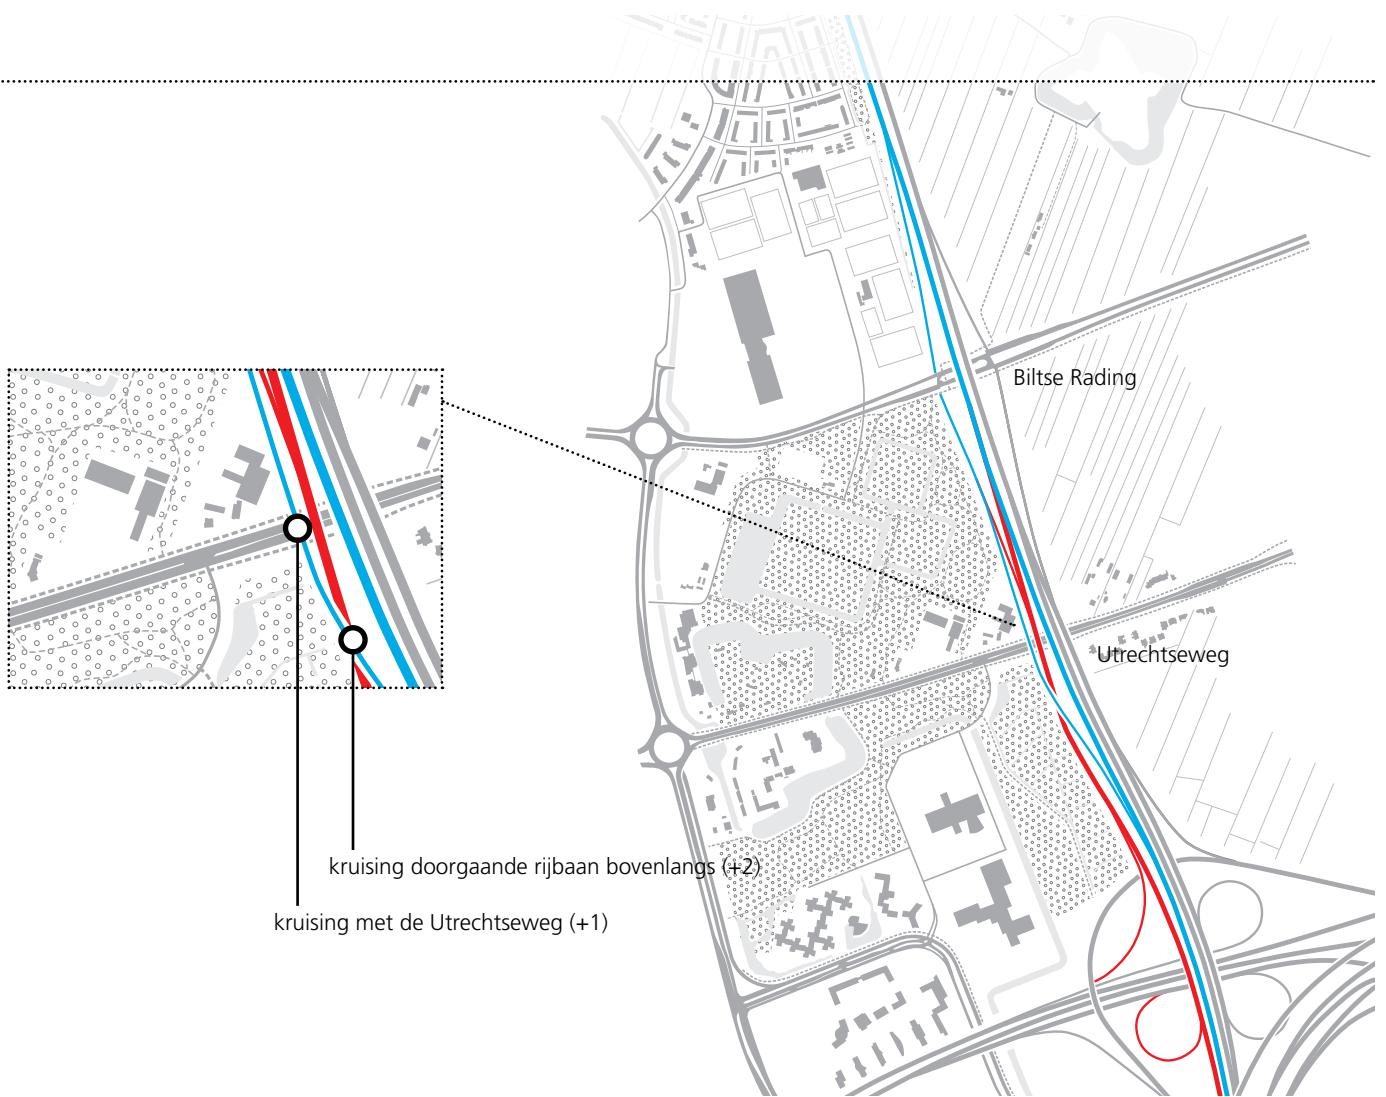 Biltse Rading
Utrechtseweg
kruising doorgaande rijbaan bovenlangs (+2)
kruising met de Utrechtseweg (+1)